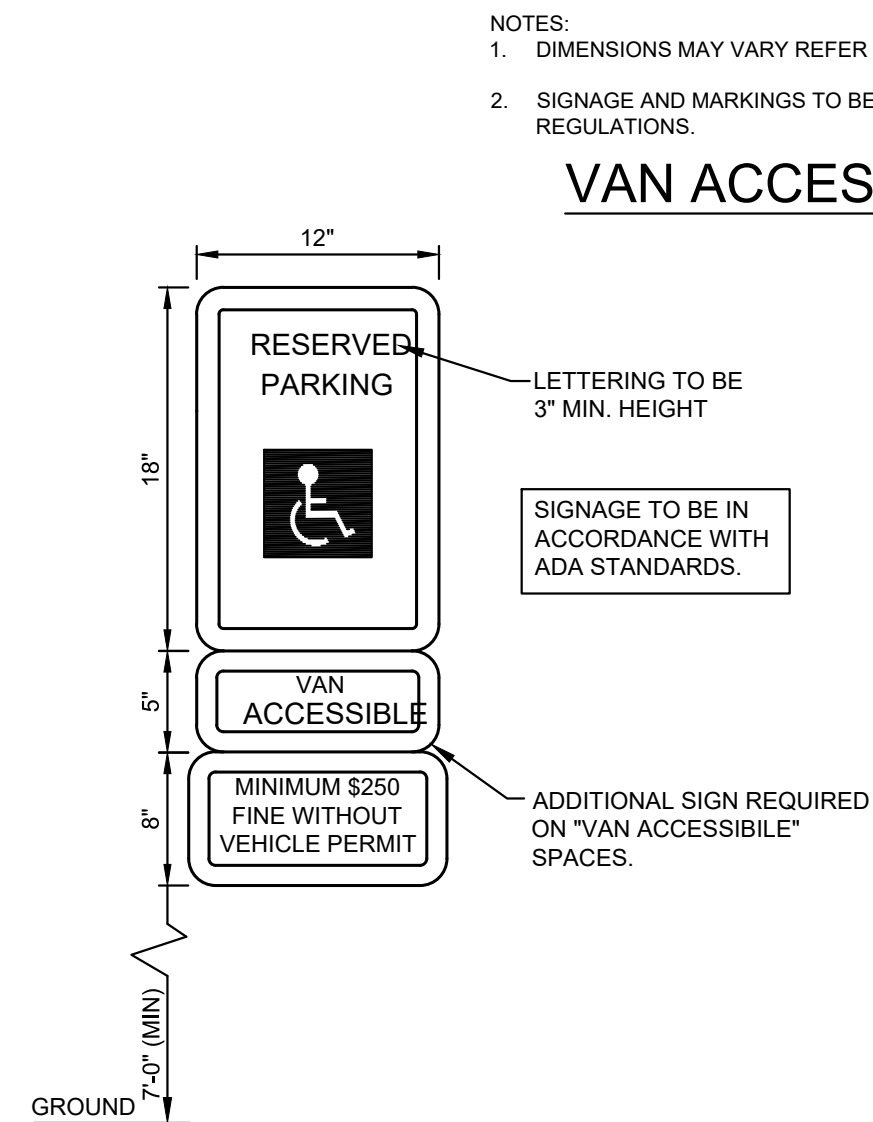 NOTES:
1. DIMENSIONS MAY VARY REFER
2. SIGNAGE AND MARKINGS TO BE
REGULATIONS.
VAN ACCES
12"
RESERVED
PARKING
LETTERING TO BE
3" MIN. HEIGHT
18"
SIGNAGE TO BE IN
ACCORDANCE WITH
ADA STANDARDS.
5"
VAN
ACCESSIBLE
8"
MINIMUM $250
FINE WITHOUT
VEHICLE PERMIT
ADDITIONAL SIGN REQUIRED
ON "VAN ACCESSIBILE"
SPACES.
7'-0" (MIN)
GROUND